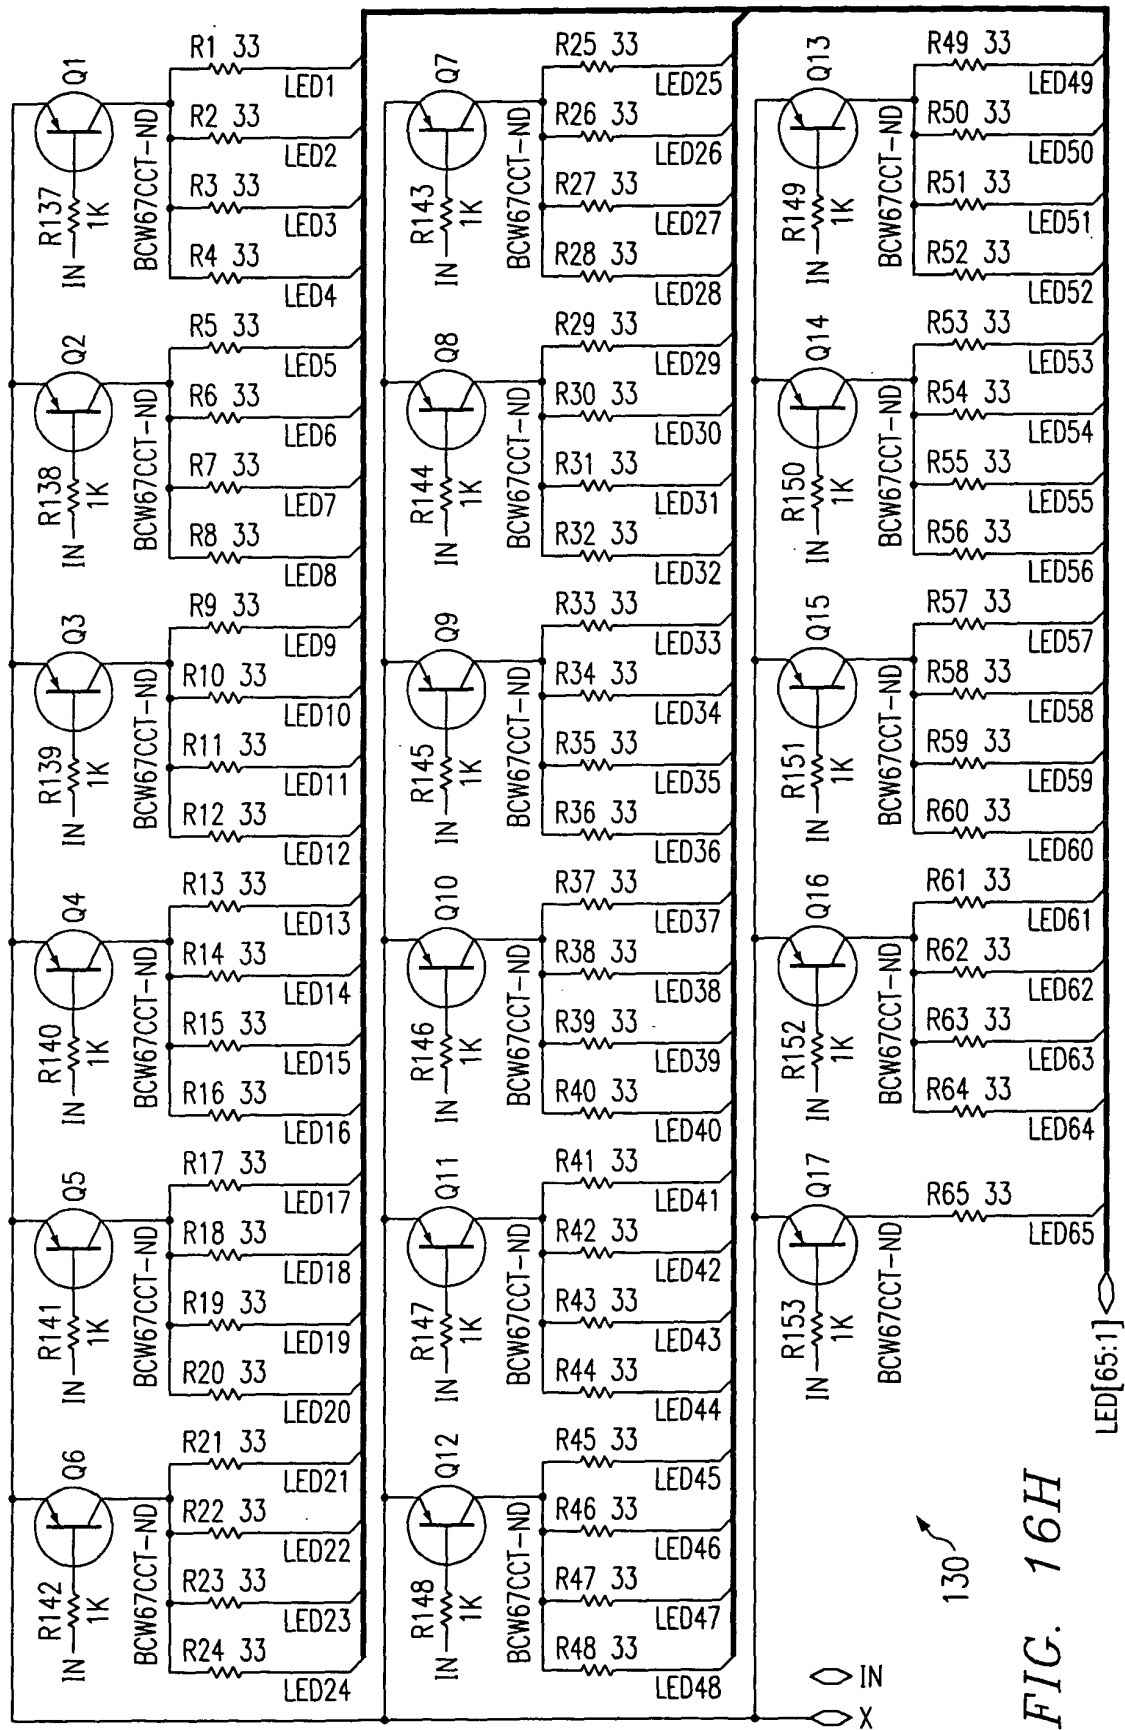 Q1
R137
1K
IN
BCW67CCT-ND
R1 33
LED1
R2 33
LED2
R3 33
LED3
R4 33
LED4
Q2
R138
1K
IN
BCW67CCT-ND
R5 33
LED5
R6 33
LED6
R7 33
LED7
R8 33
LED8
Q3
R139
1K
IN
BCW67CCT-ND
R9 33
LED9
R10 33
LED10
R11 33
LED11
R12 33
LED12
Q4
R140
1K
IN
BCW67CCT-ND
R13 33
LED13
R14 33
LED14
R15 33
LED15
R16 33
LED16
Q5
R141
1K
IN
BCW67CCT-ND
R17 33
LED17
R18 33
LED18
R19 33
LED19
R20 33
LED20
Q6
R142
1K
IN
BCW67CCT-ND
R21 33
LED21
R22 33
LED22
R23 33
LED23
R24 33
LED24
Q7
R143
1K
IN
BCW67CCT-ND
R25 33
LED25
R26 33
LED26
R27 33
LED27
R28 33
LED28
Q8
R144
1K
IN
BCW67CCT-ND
R29 33
LED29
R30 33
LED30
R31 33
LED31
R32 33
LED32
Q9
R145
1K
IN
BCW67CCT-ND
R33 33
LED33
R34 33
LED34
R35 33
LED35
R36 33
LED36
Q10
R146
1K
IN
BCW67CCT-ND
R37 33
LED37
R38 33
LED38
R39 33
LED39
R40 33
LED40
Q11
R147
1K
IN
BCW67CCT-ND
R41 33
LED41
R42 33
LED42
R43 33
LED43
R44 33
LED44
Q12
R148
1K
IN
BCW67CCT-ND
R45 33
LED45
R46 33
LED46
R47 33
LED47
R48 33
LED48
Q13
R149
1K
IN
BCW67CCT-ND
R49 33
LED49
R50 33
LED50
R51 33
LED51
R52 33
LED52
Q14
R150
1K
IN
BCW67CCT-ND
R53 33
LED53
R54 33
LED54
R55 33
LED55
R56 33
LED56
Q15
R151
1K
IN
BCW67CCT-ND
R57 33
LED57
R58 33
LED58
R59 33
LED59
R60 33
LED60
Q16
R152
1K
IN
BCW67CCT-ND
R61 33
LED61
R62 33
LED62
R63 33
LED63
R64 33
LED64
Q17
R153
1K
IN
BCW67CCT-ND
R65 33
LED65
LED[65:1]
IN
X
130
FIG. 16H